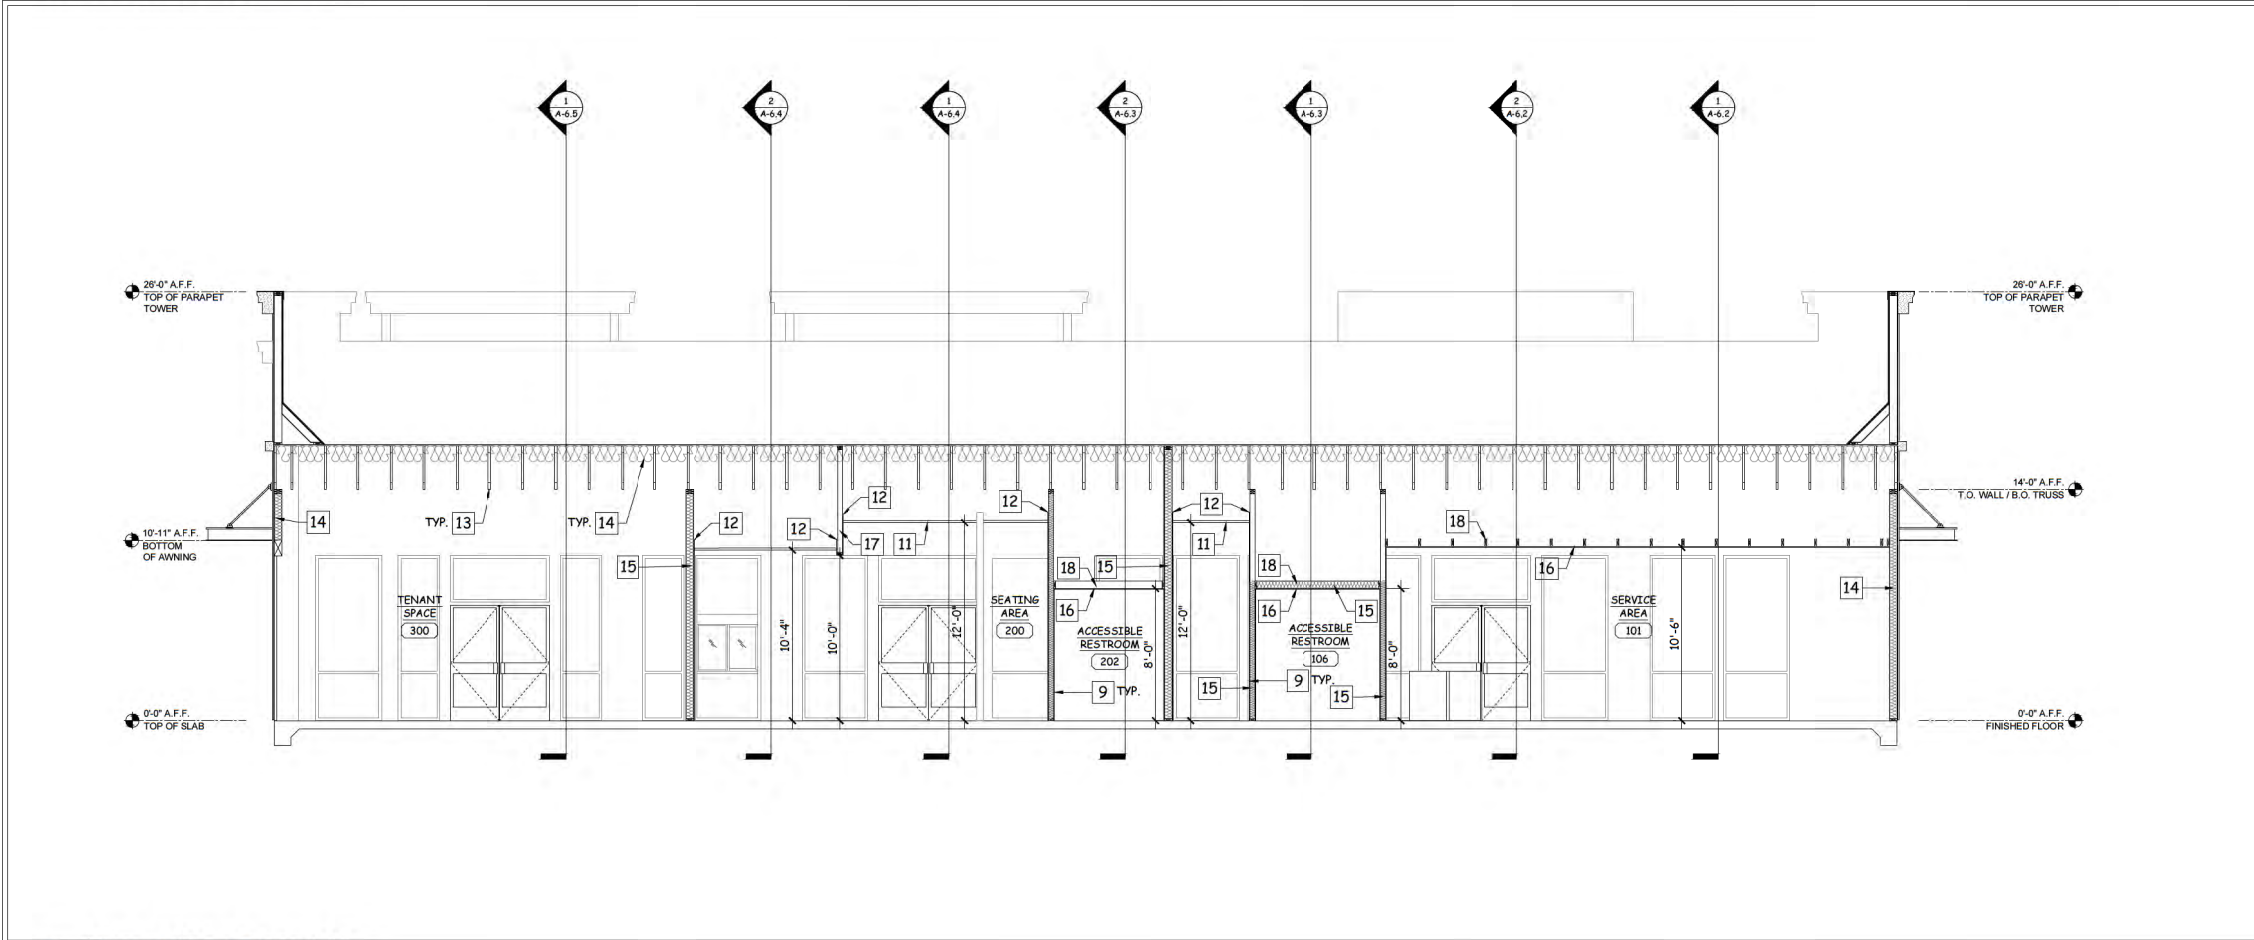 1
A-6.5
2
A-6.4
1
A-6.4
2
A-6.3
1
A-6.3
2
A-6.2
1
A-6.2
26'-0" A.F.F.
TOP OF PARAPET
TOWER
26'-0" A.F.F.
TOP OF PARAPET
TOWER
14'-0" A.F.F.
T.O. WALL / B.O. TRUSS
10'-11" A.F.F.
BOTTOM
OF AWNING
14
TYP. 13
TYP. 14
12
12
12
12
12
17
11
11
18
16
15
18
15
18
16
16
15
15
15
15
14
9 TYP.
9 TYP.
TENANT
SPACE
300
SEATING
AREA
200
ACCESSIBLE
RESTROOM
202
ACCESSIBLE
RESTROOM
106
SERVICE
AREA
101
10'-4"
10'-0"
12'-0"
8'-0"
12'-0"
8'-0"
10'-6"
0'-0" A.F.F.
TOP OF SLAB
0'-0" A.F.F.
FINISHED FLOOR